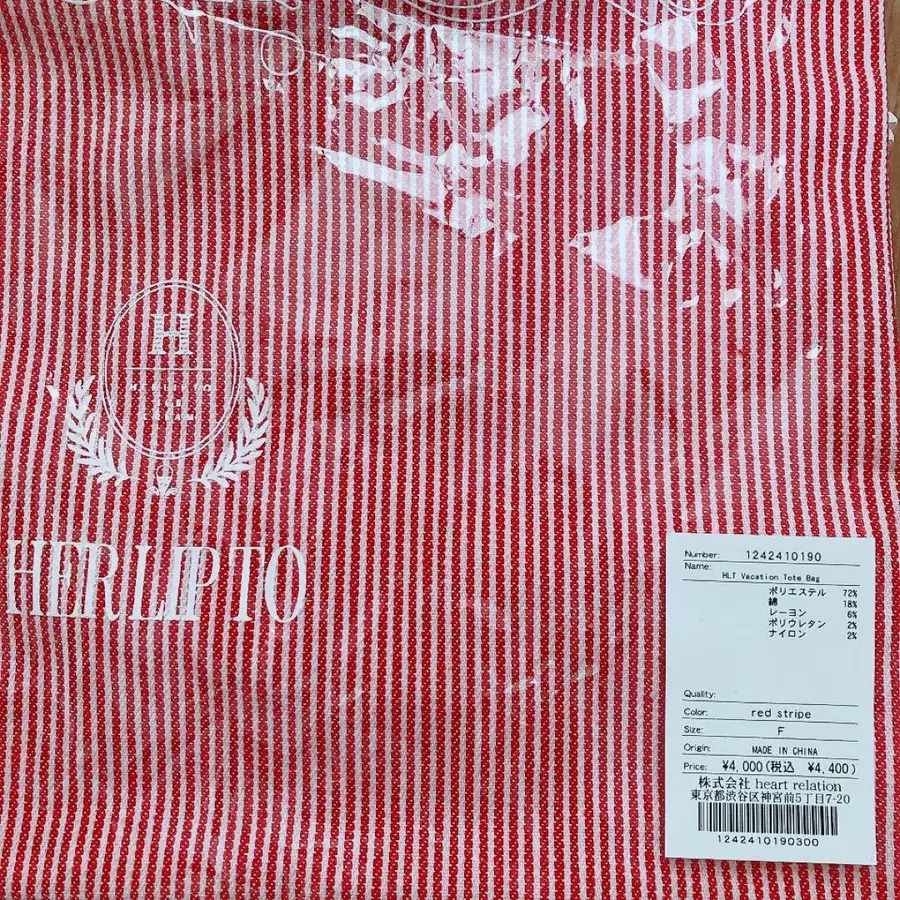 H
HERLIPTO
Number: 1242410190
Name:
HLT Vacation Tote Bag
ポリエステル 72%
綿 18%
レーヨン 6%
ポリウレタン 2%
ナイロン 2%
Quality:
Color: red stripe
Size: F
Origin: MADE IN CHINA
Price: ¥4,000(税込 ¥4,400)
株式会社 heart relation
東京都渋谷区神宮前5丁目7-20
1242410190300